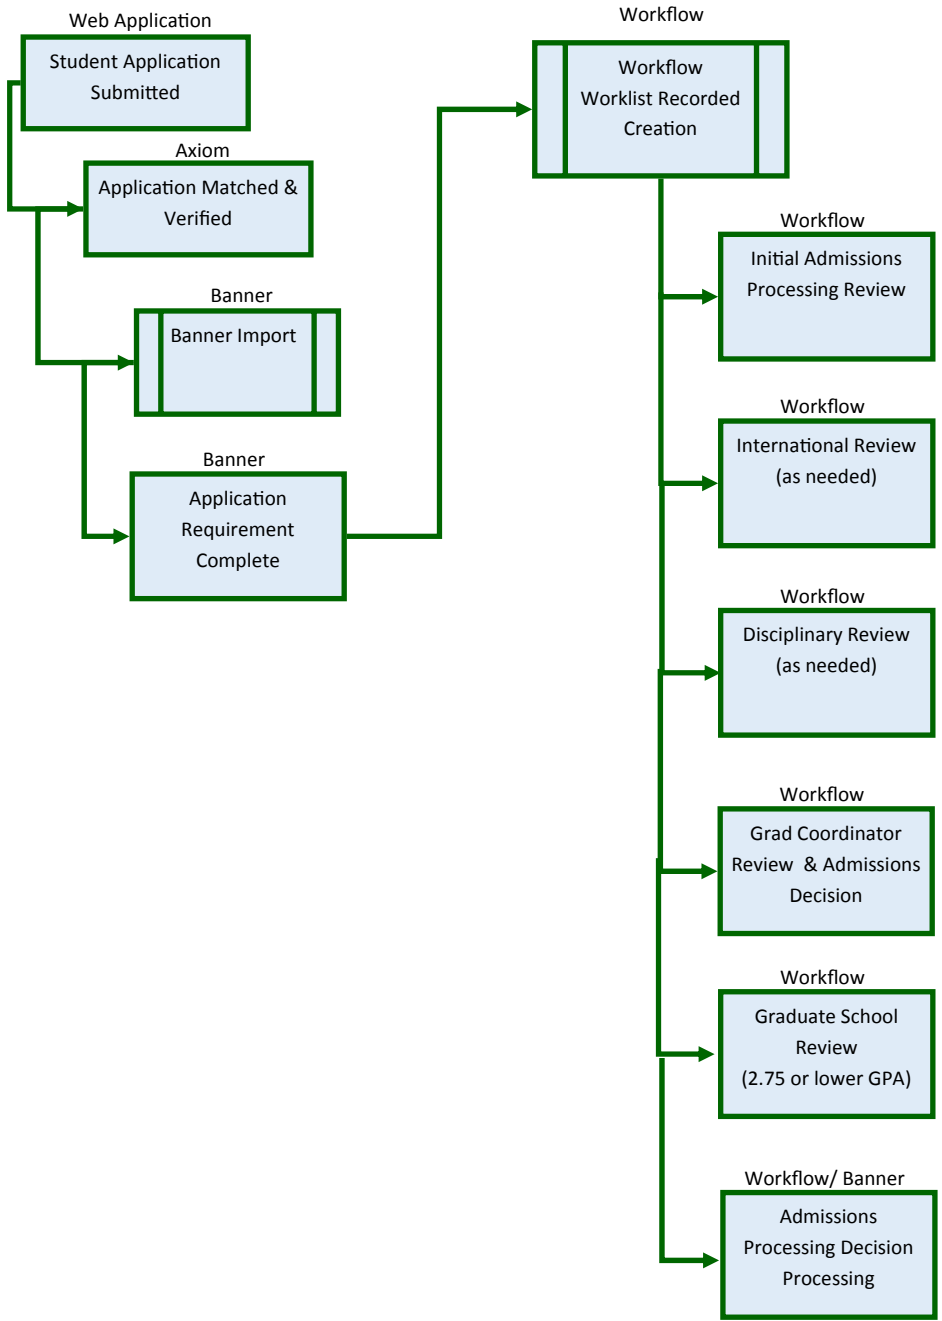 Web Application
Student Application
Submitted
Axiom
Application Matched &
Verified
Banner
Banner Import
Banner
Application
Requirement
Complete
Workflow
Workflow
Worklist Recorded
Creation
Workflow
Initial Admissions
Processing Review
Workflow
International Review
(as needed)
Workflow
Disciplinary Review
(as needed)
Workflow
Grad Coordinator
Review & Admissions
Decision
Workflow
Graduate School
Review
(2.75 or lower GPA)
Workflow/ Banner
Admissions
Processing Decision
Processing